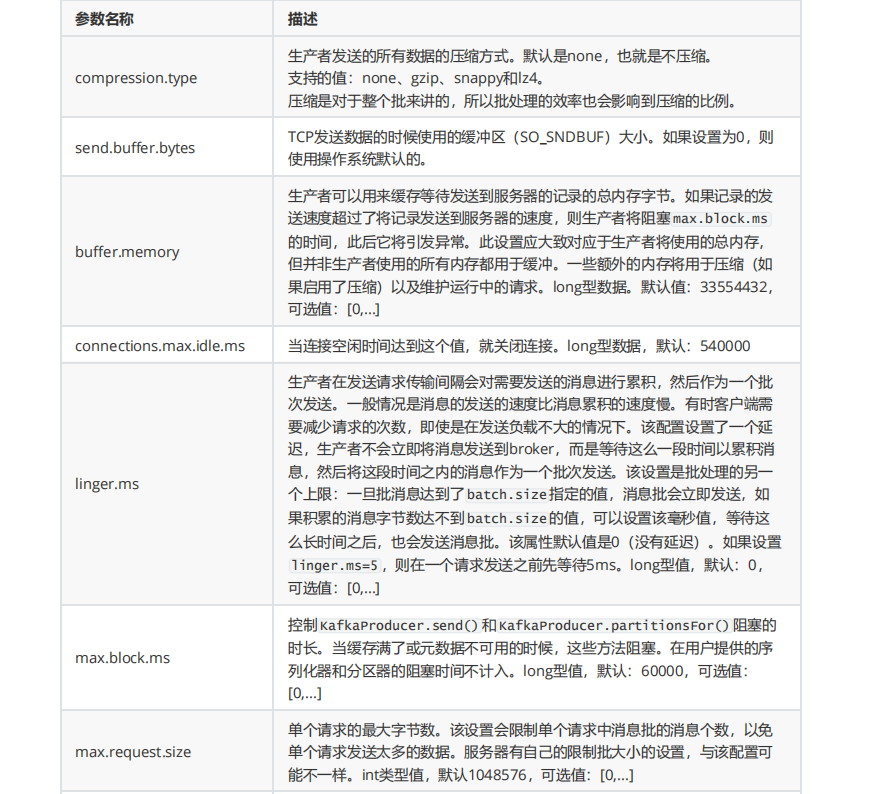 参数名称 描述
compression.type
生产者发送的所有数据的压缩方式。默认是none，也就是不压缩。
支持的值：none、gzip、snappy和lz4。
压缩是对于整个批来讲的，所以批处理的效率也会影响到压缩的比例。
send.buffer.bytes
TCP发送数据的时候使用的缓冲区（SO_SNDBUF）大小。如果设置为0，则
使用操作系统默认的。
buffer.memory
生产者可以用来缓存等待发送到服务器的记录的总内存字节。如果记录的发
送速度超过了将记录发送到服务器的速度，则生产者将阻塞max.block.ms
的时间，此后它将引发异常。此设置应大致对应于生产者将使用的总内存，
但并非生产者使用的所有内存都用于缓冲。一些额外的内存将用于压缩（如
果启用了压缩）以及维护运行中的请求。long型数据。默认值：33554432，
可选值：[0,...]
connections.max.idle.ms
当连接空闲时间达到这个值，就关闭连接。long型数据，默认：540000
linger.ms
生产者在发送请求传输间隔会对需要发送的消息进行累积，然后作为一个批
次发送。一般情况是消息的发送的速度比消息累积的速度慢。有时客户端需
要减少请求的次数，即使是在发送负载不大的情况下。该配置设置了一个延
迟，生产者不会立即将消息发送到broker，而是等待这么一段时间以累积消
息，然后将这段时间之内的消息作为一个批次发送。该设置是批处理的另一
个上限：一旦批消息达到了batch.size指定的值，消息批会立即发送，如
果积累的消息字节数达不到batch.size的值，可以设置该毫秒值，等待这
么长时间之后，也会发送消息批。该属性默认值是0（没有延迟）。如果设置
linger.ms=5，则在一个请求发送之前先等待5ms。long型值，默认：0，
可选值：[0,...]
max.block.ms
控制KafkaProducer.send()和KafkaProducer.partitionsFor()阻塞的
时长。当缓存满了或元数据不可用的时候，这些方法阻塞。在用户提供的序
列化器和分区器的阻塞时间不计入。long型值，默认：60000，可选值：
[0,...]
max.request.size
单个请求的最大字节数。该设置会限制单个请求中消息批的消息个数，以免
单个请求发送太多的数据。服务器有自己的限制批大小的设置，与该配置可
能不一样。int类型值，默认1048576，可选值：[0,...]